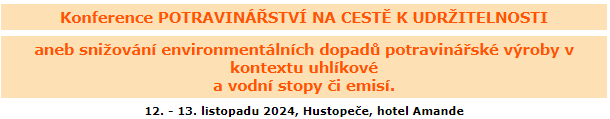 Konference POTRAVINÁŘSTVÍ NA CESTĚ K UDRŽITELNOSTI
aneb snižování environmentálních dopadů potravinářské výroby v
kontextu uhlíkové
a vodní stopy či emisí.
12. - 13. listopadu 2024, Hustopeče, hotel Amande